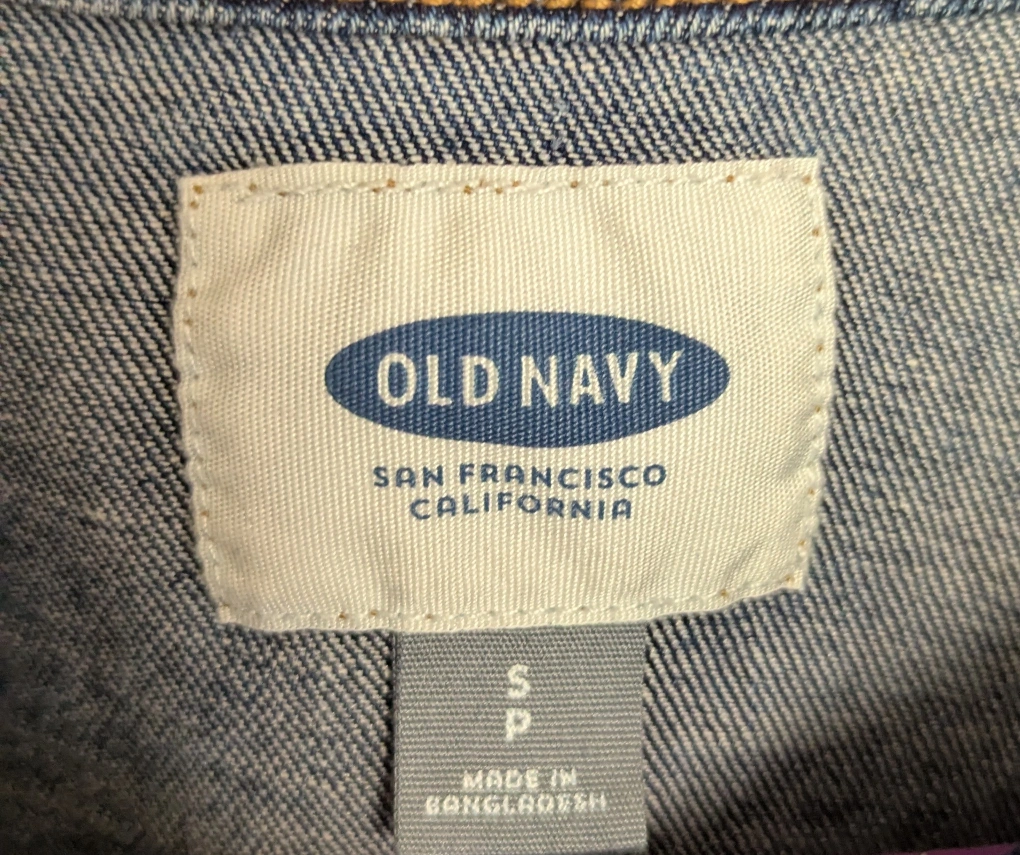 OLD NAVY
SAN FRANCISCO
CALIFORNIA
S
P
MADE IN
BANGLADESH